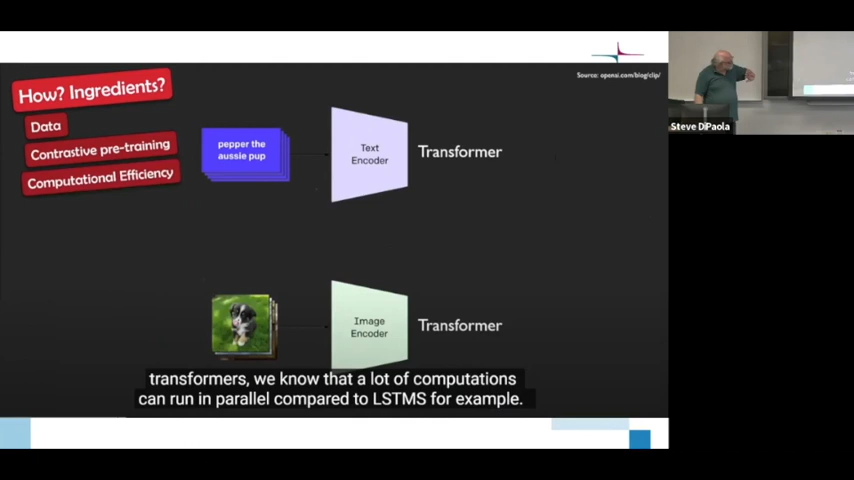 How? Ingredients?
Data
Contrastive pre-training
Computational Efficiency
Source: openai.com/blog/clip/
pepper the
aussie pup
Text
Encoder
Transformer
Image
Encoder
Transformer
transformers, we know that a lot of computations
can run in parallel compared to LSTMS for example.
Steve DiPaola